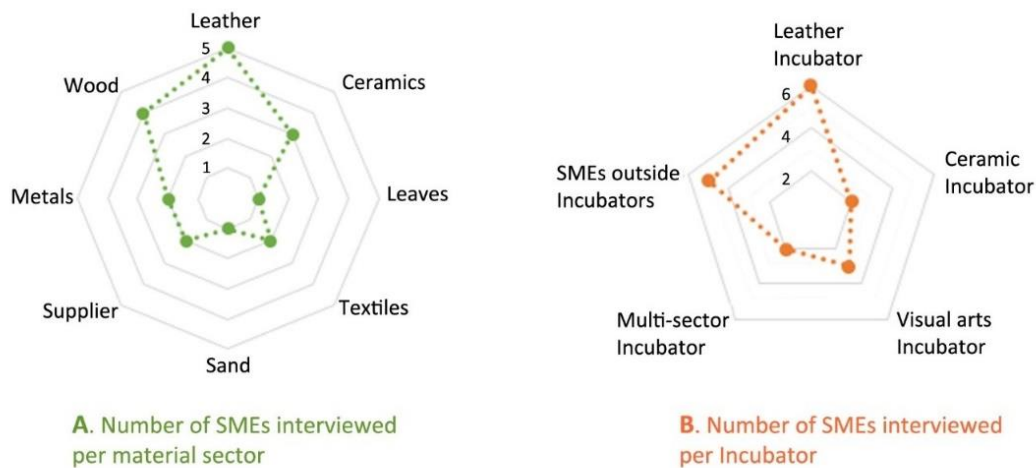 Leather
5
4
3
2
1
Ceramics
Leaves
Textiles
Sand
Supplier
Metals
Wood
A. Number of SMEs interviewed
per material sector
Leather
Incubator
6
4
2
Ceramic
Incubator
Visual arts
Incubator
Multi-sector
Incubator
SMEs outside
Incubators
B. Number of SMEs interviewed
per Incubator